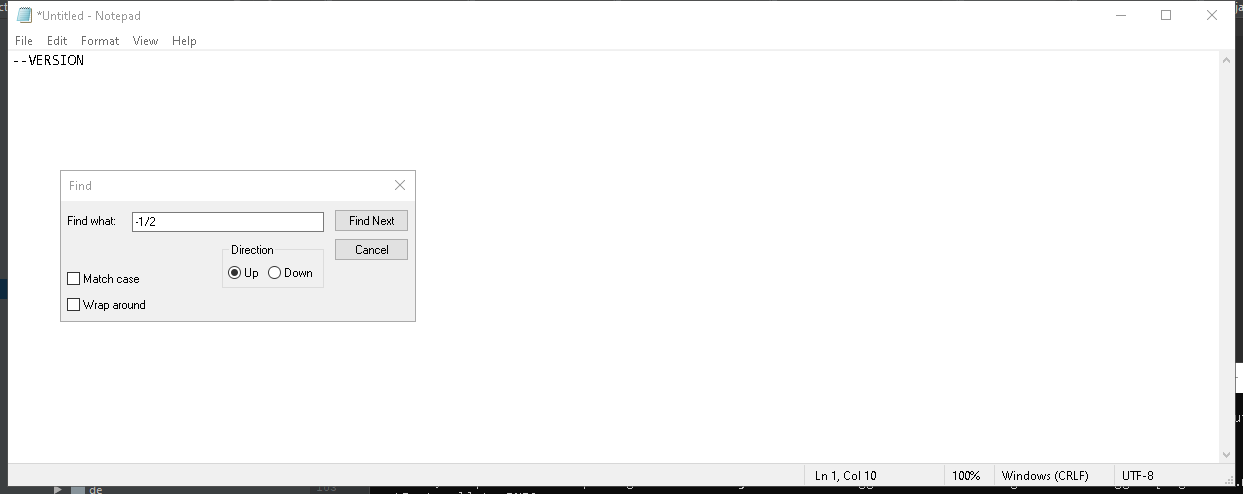 *Untitled - Notepad
File Edit Format View Help
--VERSION
Find
Find what: -1/2 Find Next
Direction Cancel
Match case Up Down
Wrap around
Ln 1, Col 10 100% Windows (CRLF) UTF-8
de